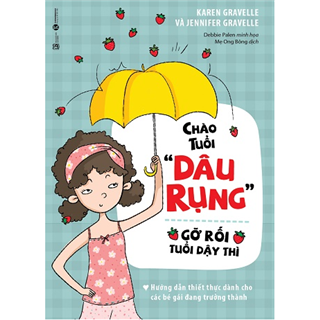 KAREN GRAVELLE
VÀ JENNIFER GRAVELLE
Debbie Palen minh họa
Mẹ Ong Bông dịch
CHÀO
TUỔI
"DÂU
RỤNG"
GỠ RỐI
TUỔI DẬY THÌ
Hướng dẫn thiết thực dành cho
các bé gái đang trưởng thành